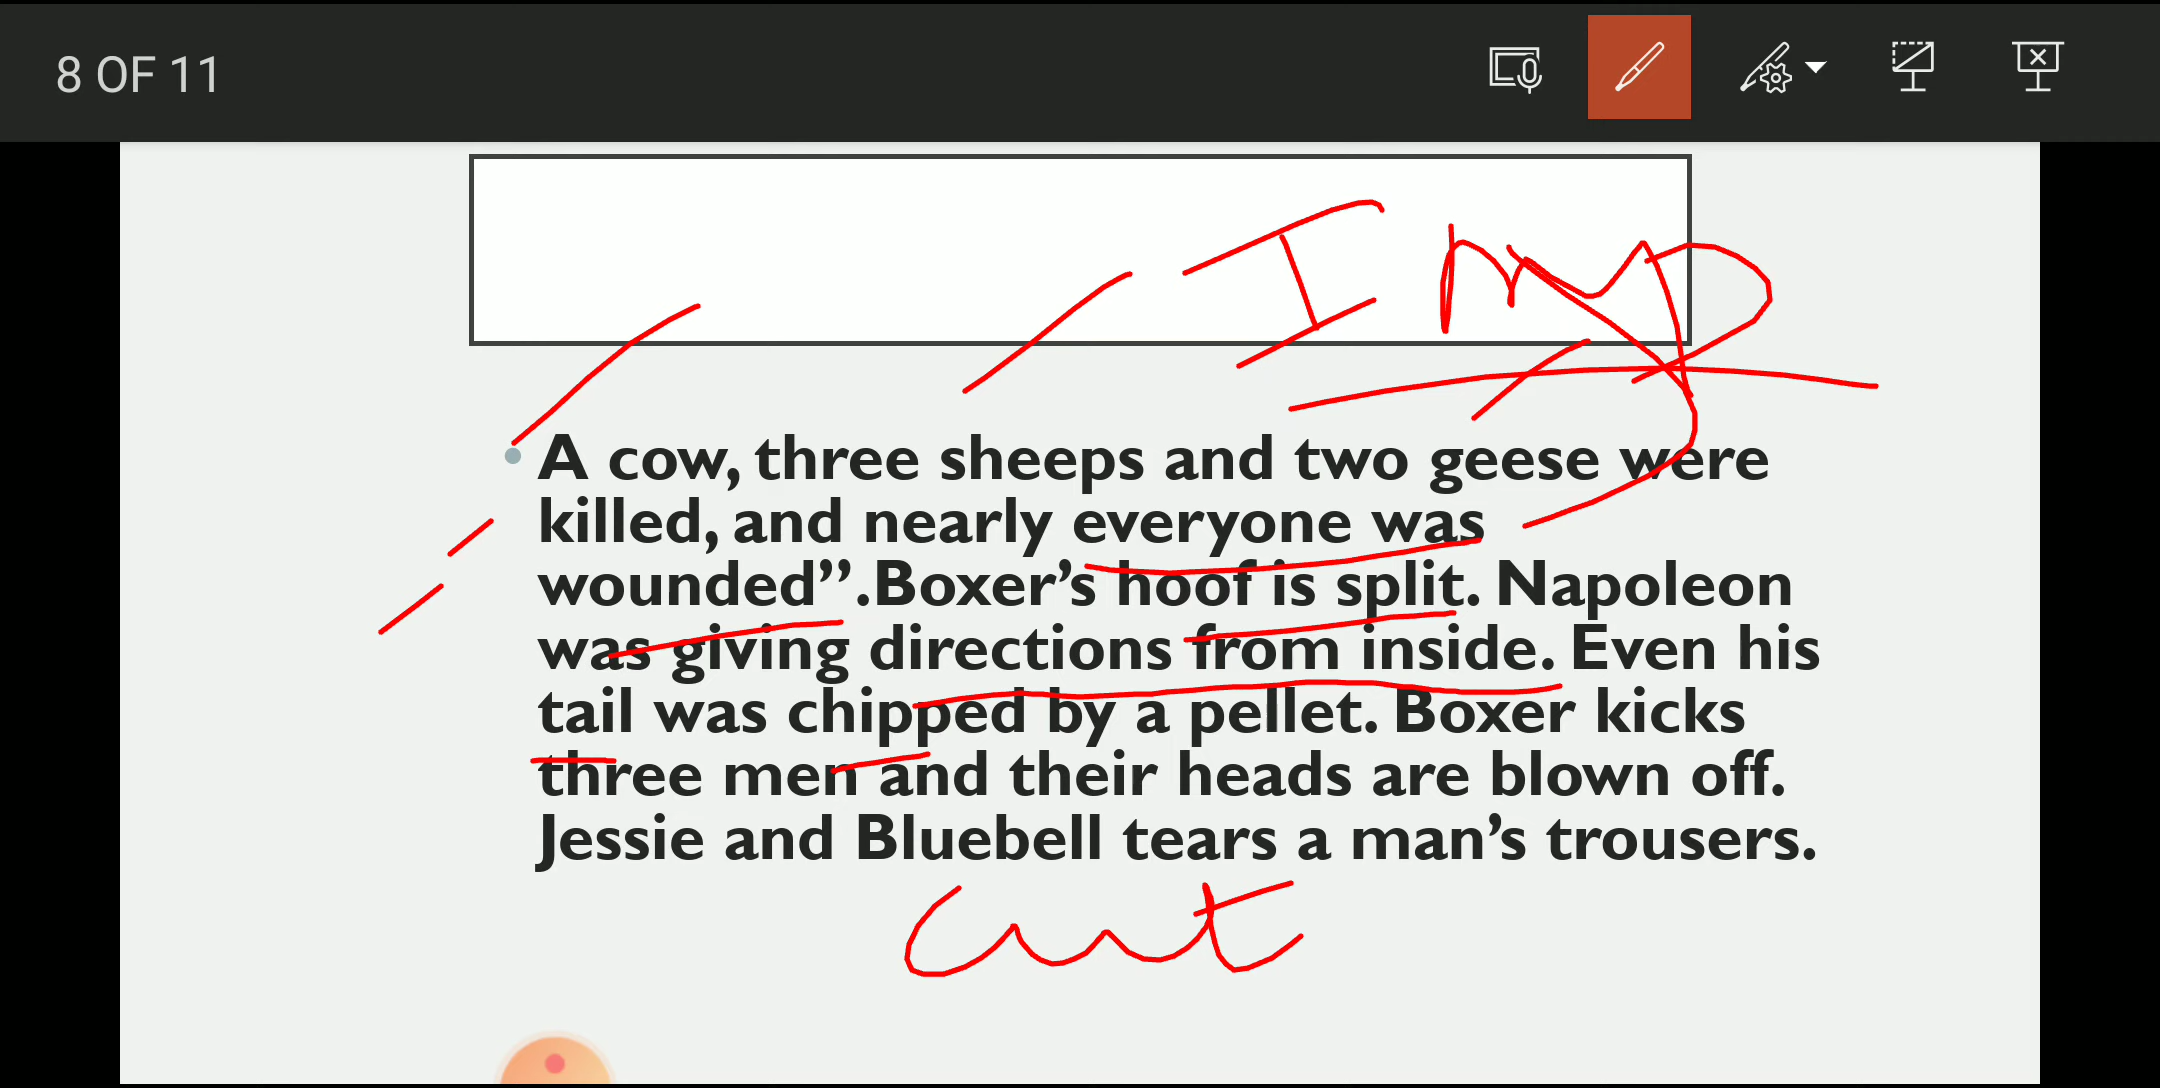 8 OF 11
Imp
A cow, three sheeps and two geese were
killed, and nearly everyone was
wounded”.Boxer’s hoof is split. Napoleon
was giving directions from inside. Even his
tail was chipped by a pellet. Boxer kicks
three men and their heads are blown off.
Jessie and Bluebell tears a man’s trousers.
cut